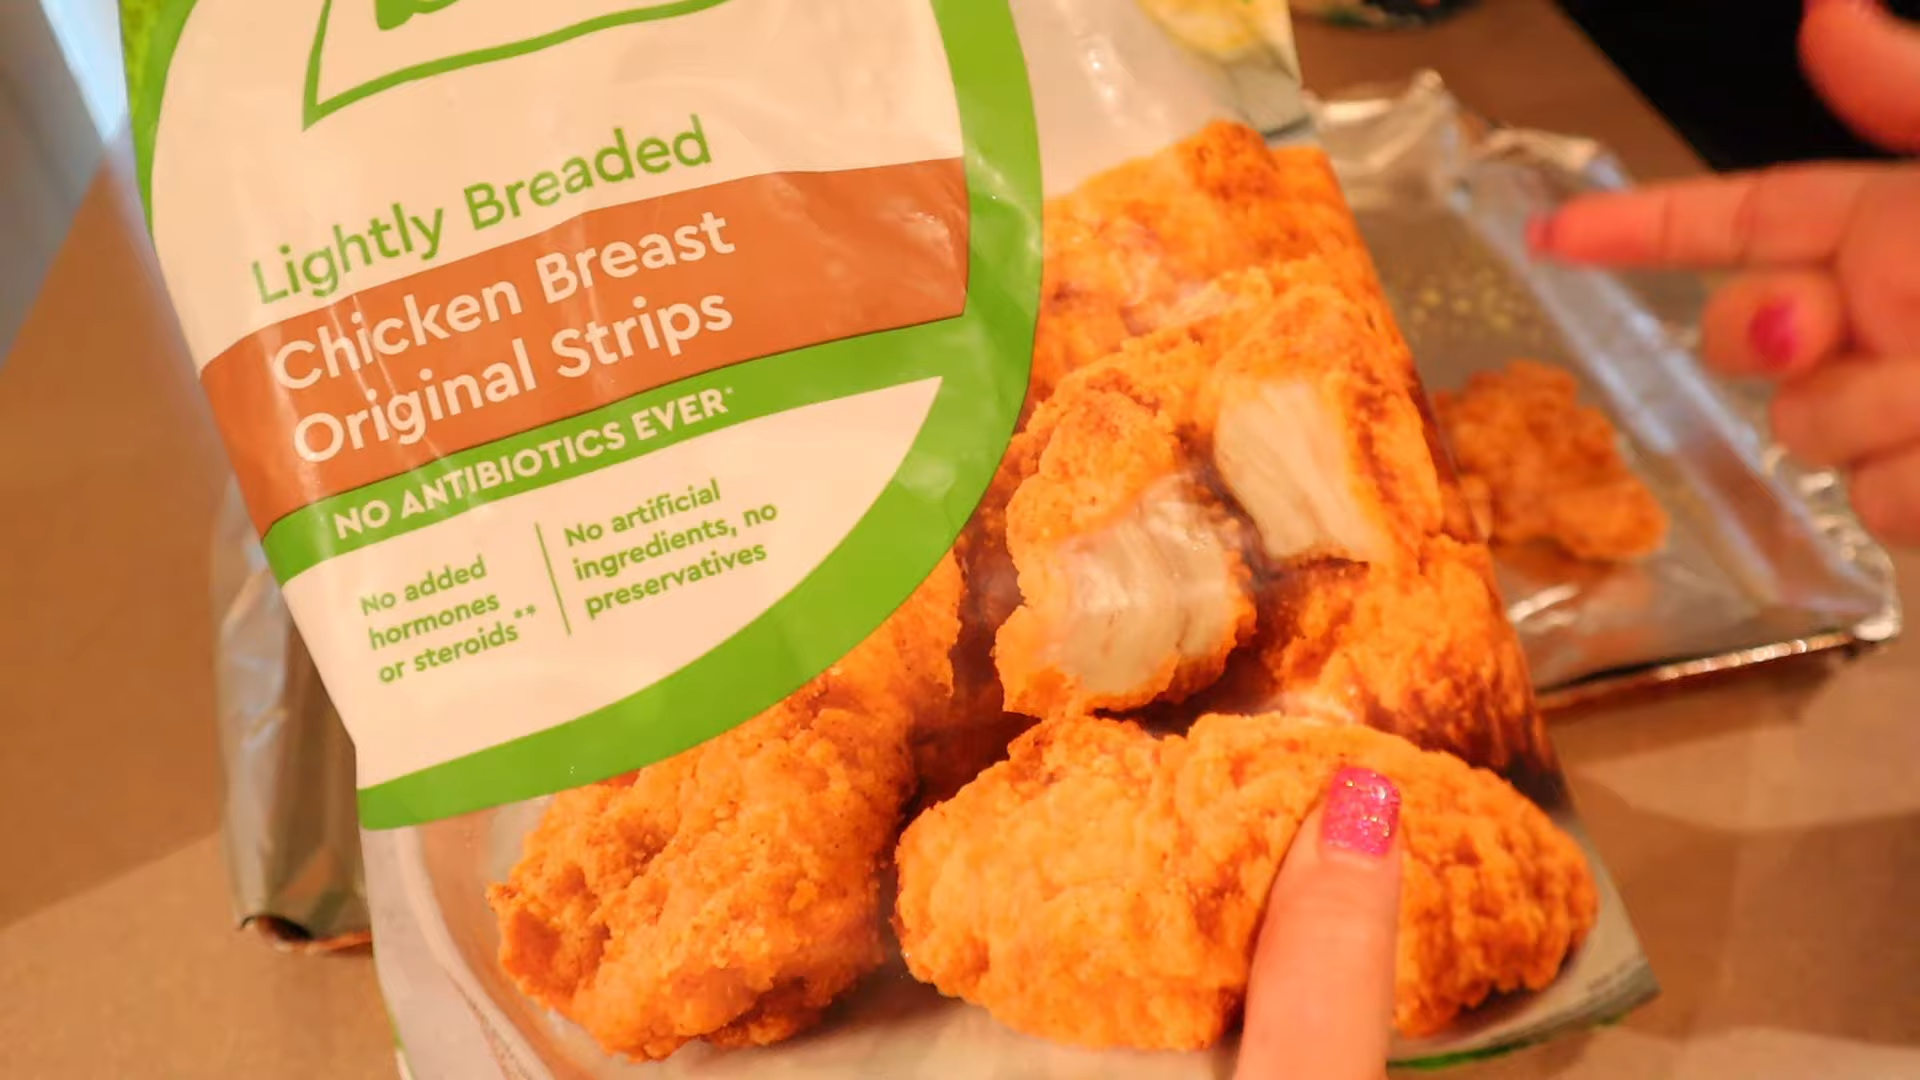 Lightly Breaded
Chicken Breast
Original Strips
NO ANTIBIOTICS EVER*
No added
hormones
or steroids**
No artificial
ingredients, no
preservatives